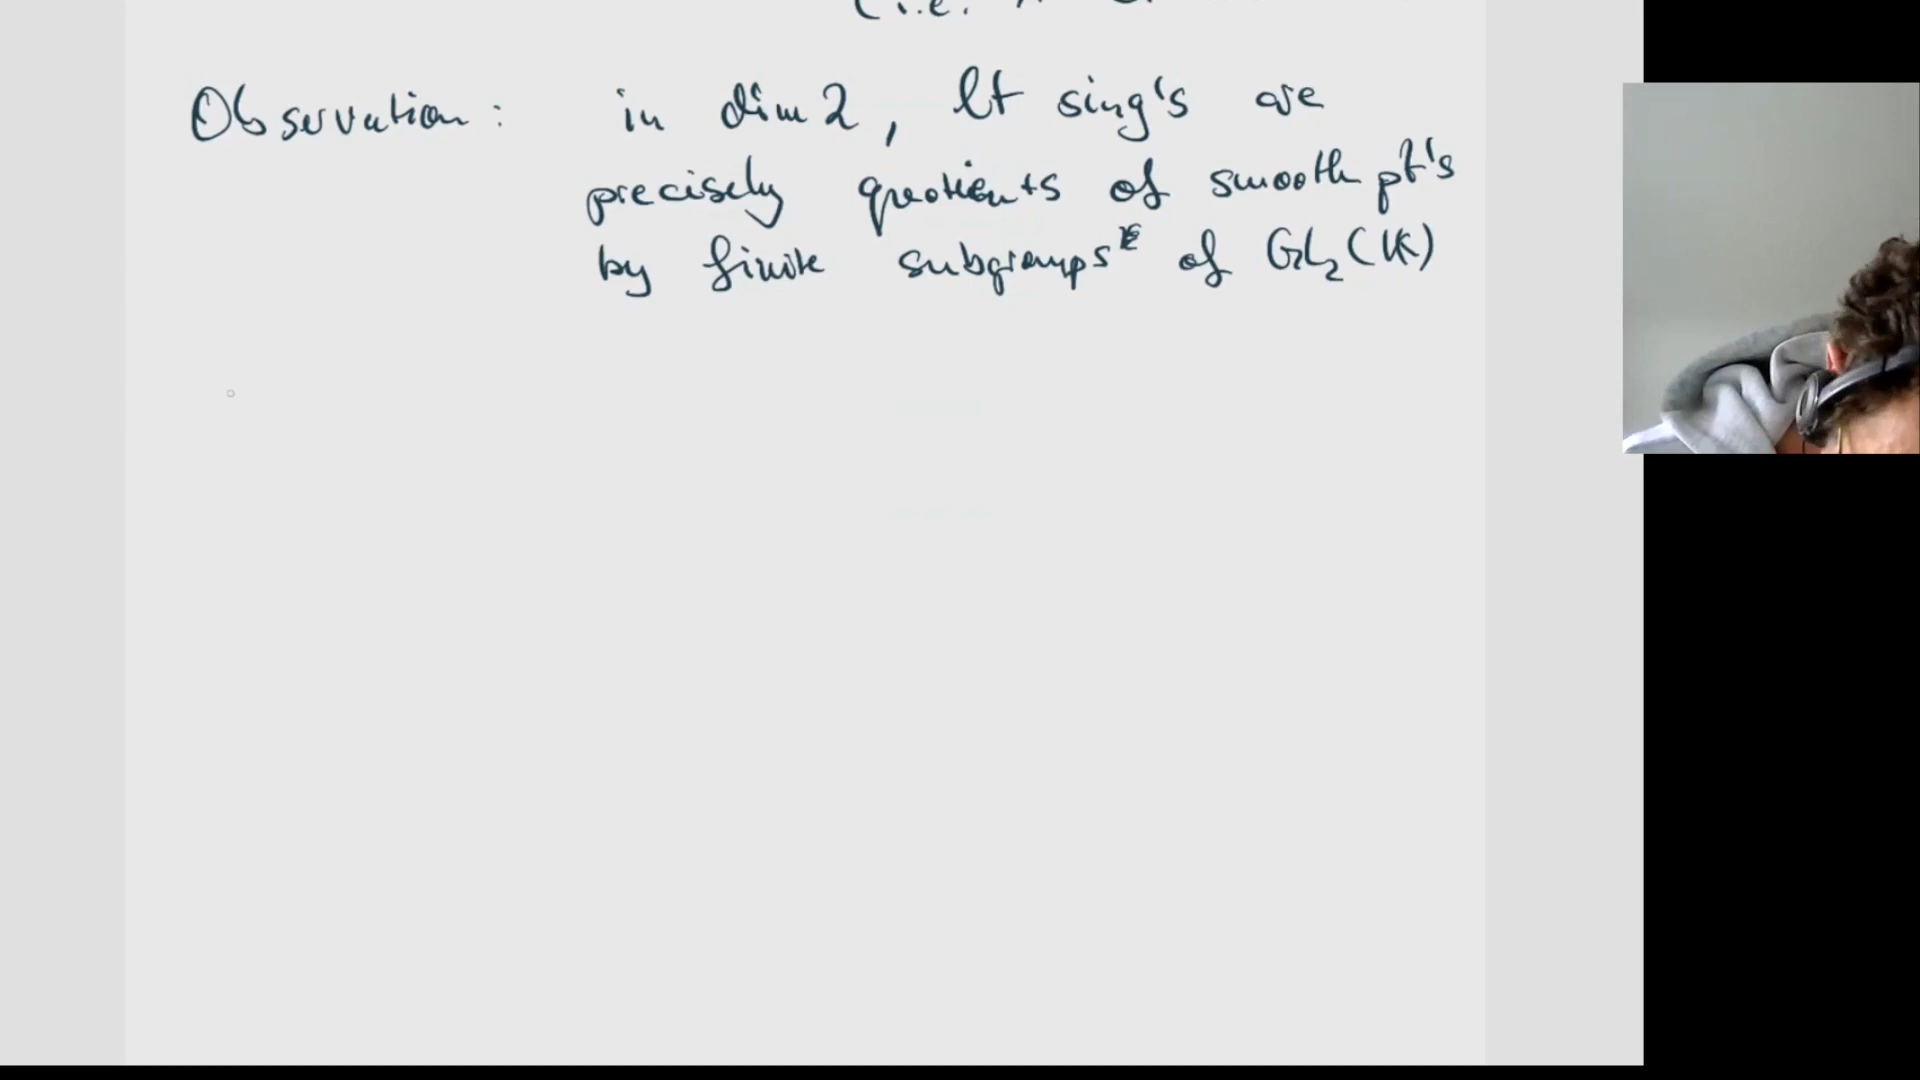 (i.e.
Observation: in dim 2, lt sing's are
precisely quotients of smooth pt's
by finite subgroups* of GL₂(K)